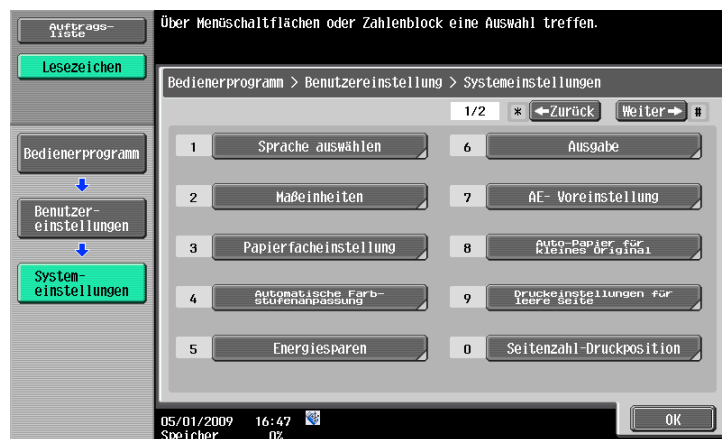 Auftrags-
liste
Über Menüschaltflächen oder Zahlenblock eine Auswahl treffen.
Lesezeichen
Bedienerprogramm > Benutzereinstellung > Systemeinstellungen
1/2 * ←Zurück Weiter→ #
Bedienerprogramm
Benutzer-
einstellungen
System-
einstellungen
1 Sprache auswählen
2 Maßeinheiten
3 Papierfacheinstellung
4 Automatische Farb-
stufenanpassung
5 Energiesparen
6 Ausgabe
7 AE- Voreinstellung
8 Auto-Papier für
kleines Original
9 Druckeinstellungen für
leere Seite
0 Seitenzahl-Druckposition
05/01/2009 16:47
Speicher 0%
OK